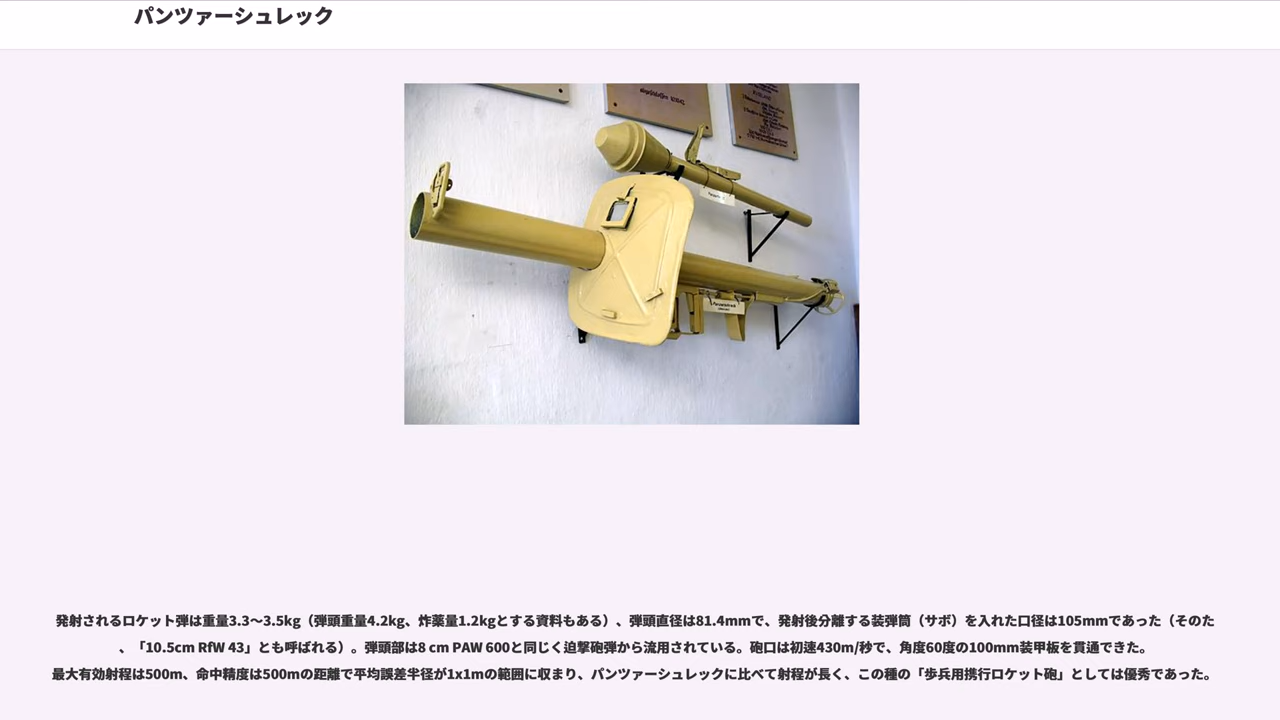 パンツァーシュレック
発射されるロケット弾は重量3.3〜3.5kg（弾頭重量4.2kg、炸薬量1.2kgとする資料もある）、弾頭直径は81.4mmで、発射後分離する装弾筒（サボ）を入れた口径は105mmであった（そのた
、「10.5cm RfW 43」とも呼ばれる）。弾頭部は8 cm PAW 600と同じく迫撃砲弾から流用されている。砲口は初速430m/秒で、角度60度の100mm装甲板を貫通できた。
最大有効射程は500m、命中精度は500mの距離で平均誤差半径が1x1mの範囲に収まり、パンツァーシュレックに比べて射程が長く、この種の「歩兵用携行ロケット砲」としては優秀であった。